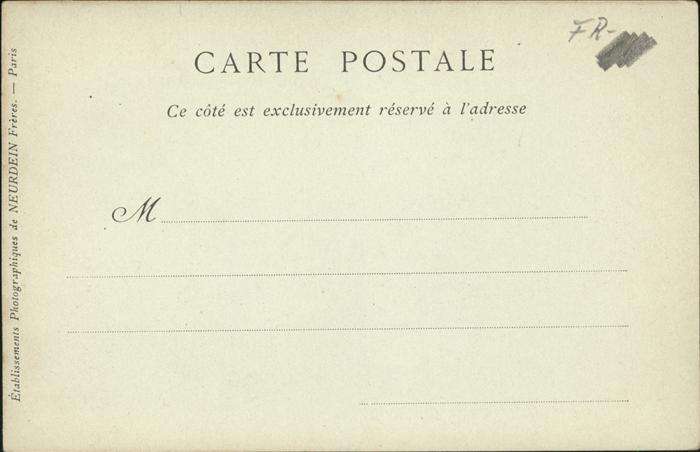 FR-
CARTE POSTALE
Ce côté est exclusivement réservé à l'adresse
M
Établissements Photographiques de NEURDEIN Frères. — Paris